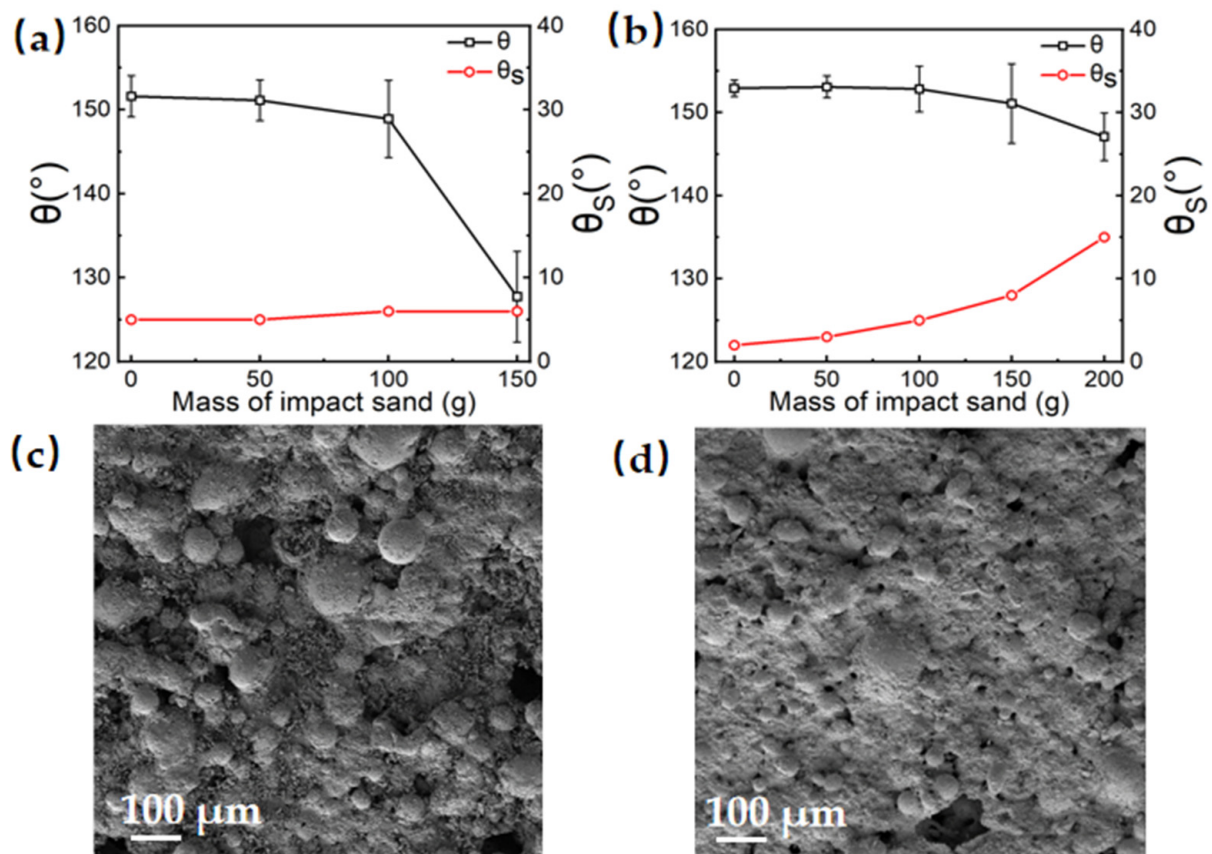 (a)
160
150
140
130
120
θ(°)
θ
θS
40
30
20
10
0
θS(°)
0 50 100 150
Mass of impact sand (g)
(b)
160
150
140
130
120
θ(°)
θ
θS
40
30
20
10
0
θS(°)
0 50 100 150 200
Mass of impact sand (g)
(c)
100 μm
(d)
100 μm